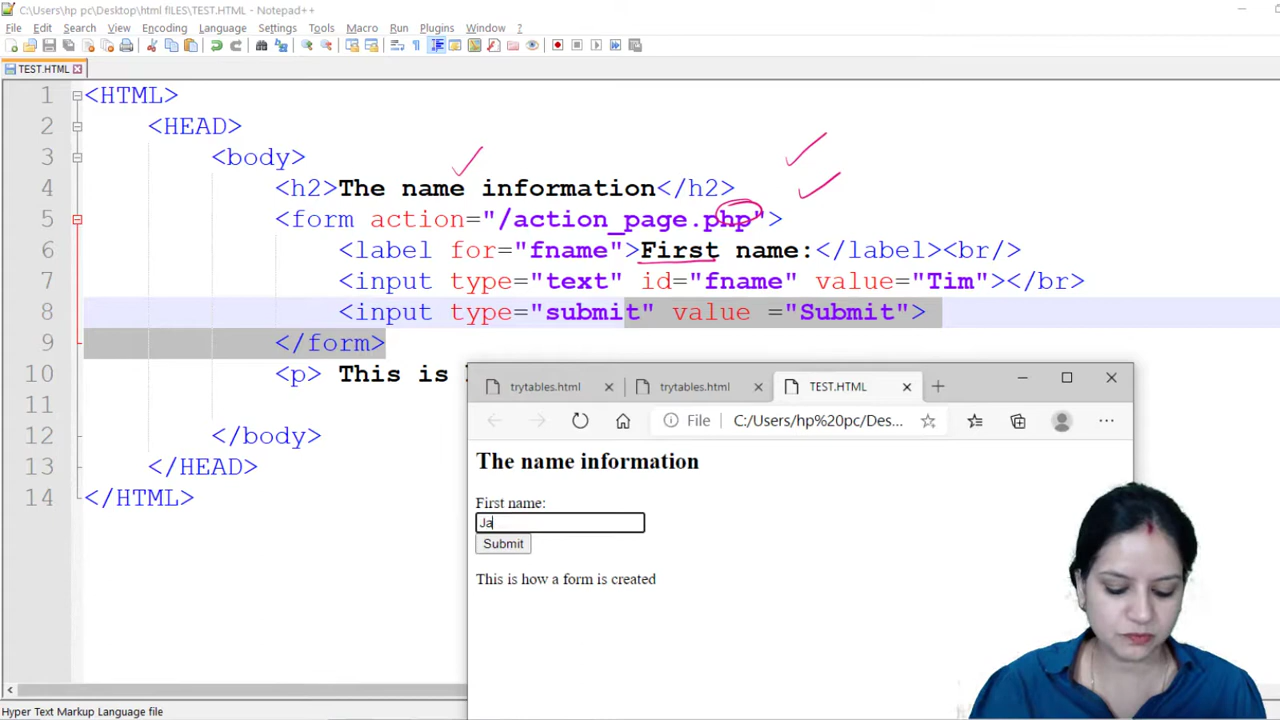 C:\Users\hp pc\Desktop\html fILES\TEST.HTML - Notepad++
File Edit Search View Encoding Language Settings Tools Macro Run Plugins Window ?
TEST.HTML
1 <HTML>
2 <HEAD>
3 <body>
4 <h2>The name information</h2>
5 <form action="/action_page.php">
6 <label for="fname">First name:</label><br/>
7 <input type="text" id="fname" value="Tim"></br>
8 <input type="submit" value ="Submit">
9 </form>
10 <p> This is
11
12 </body>
13 </HEAD>
14 </HTML>
trytables.html trytables.html TEST.HTML
File C:/Users/hp%20pc/Des...
The name information
First name:
Ja
Submit
This is how a form is created
Hyper Text Markup Language file